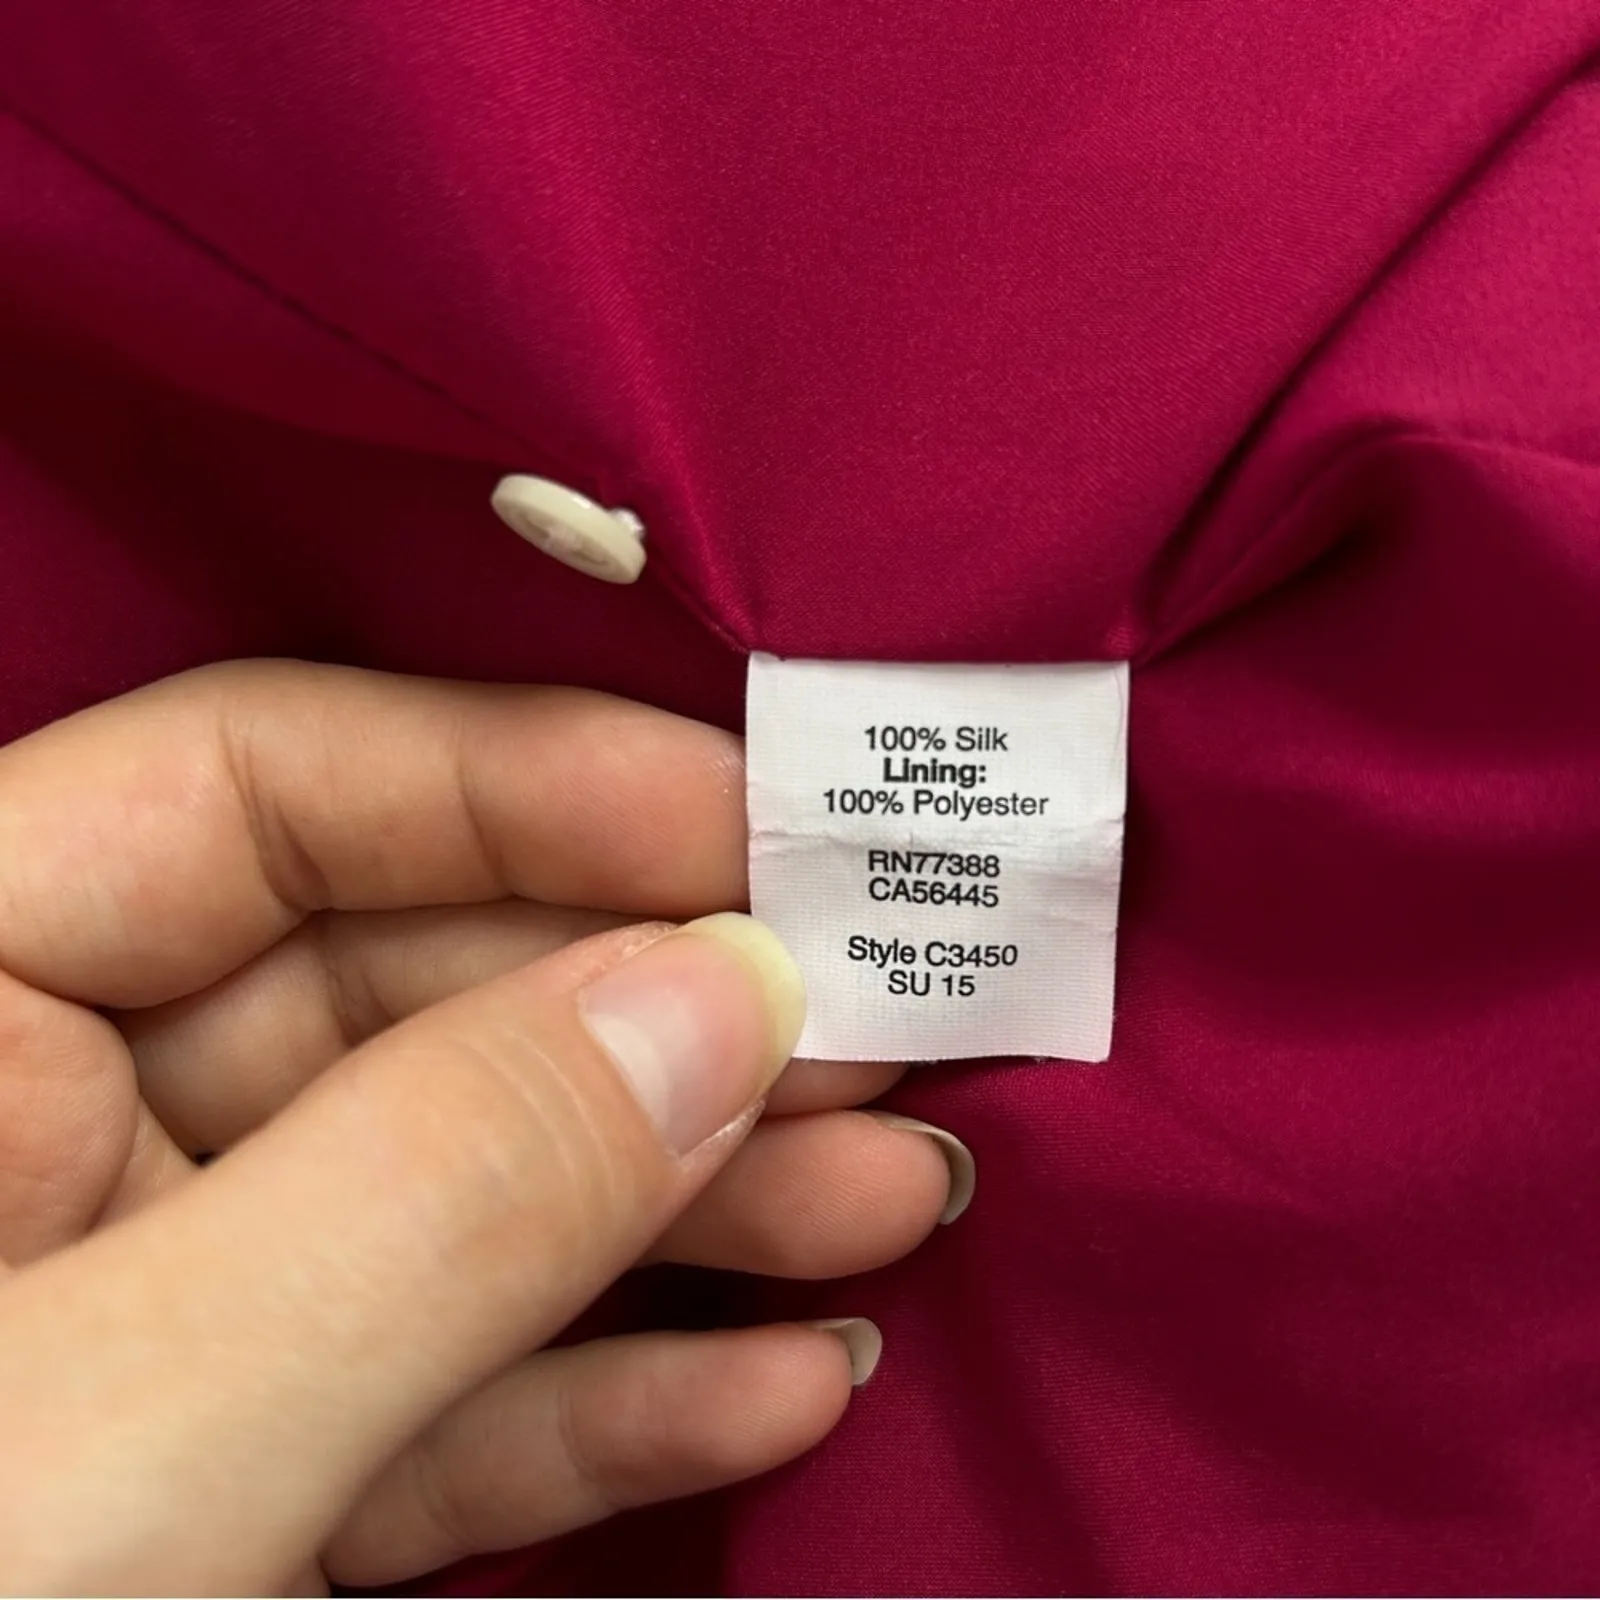 100% Silk
Lining:
100% Polyester
RN77388
CA56445
Style C3450
SU 15